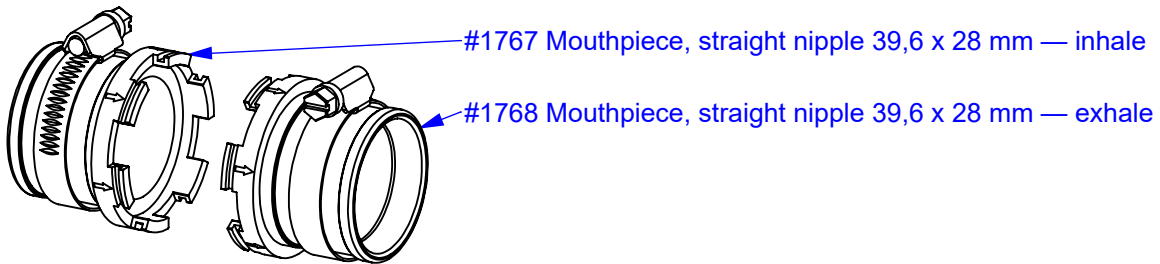 #1767 Mouthpiece, straight nipple 39,6 x 28 mm — inhale
#1768 Mouthpiece, straight nipple 39,6 x 28 mm — exhale